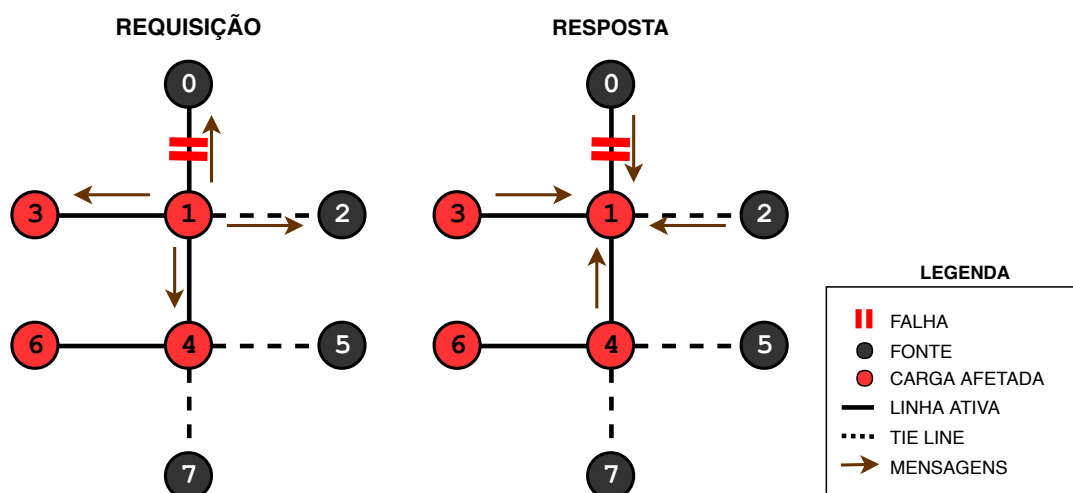 REQUISIÇÃO
0
3
1
2
6
4
5
7
RESPOSTA
0
3
1
2
6
4
5
7
LEGENDA
FALHA
FONTE
CARGA AFETADA
LINHA ATIVA
TIE LINE
MENSAGENS